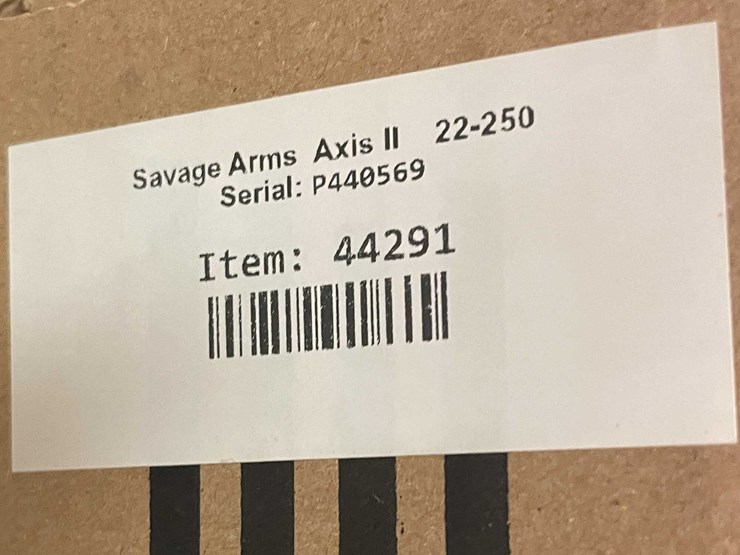 Savage Arms Axis II 22-250
Serial: P440569
Item: 44291